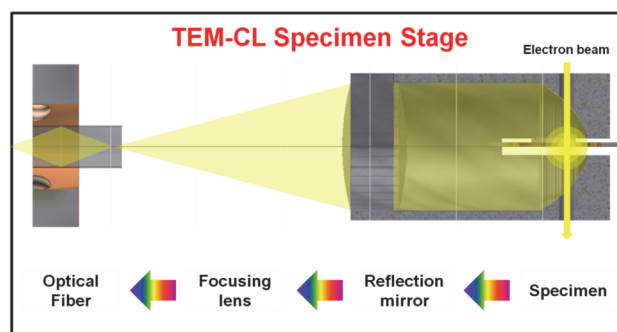 TEM-CL Specimen Stage
Electron beam
Optical Fiber
Focusing lens
Reflection mirror
Specimen